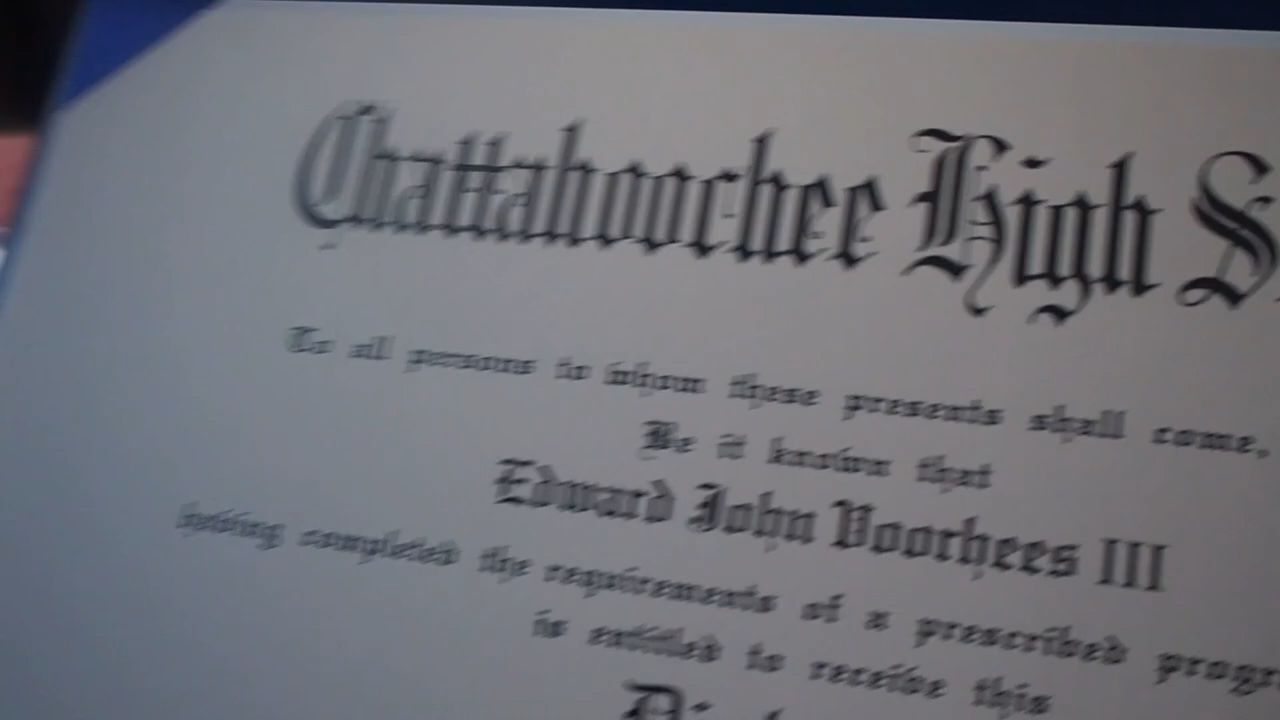 Chattahoochee High S
To all persons to whom these presents shall come,
Be it known that
Edward John Voorhees III
having completed the requirements of a prescribed progr
is entitled to receive this
Di